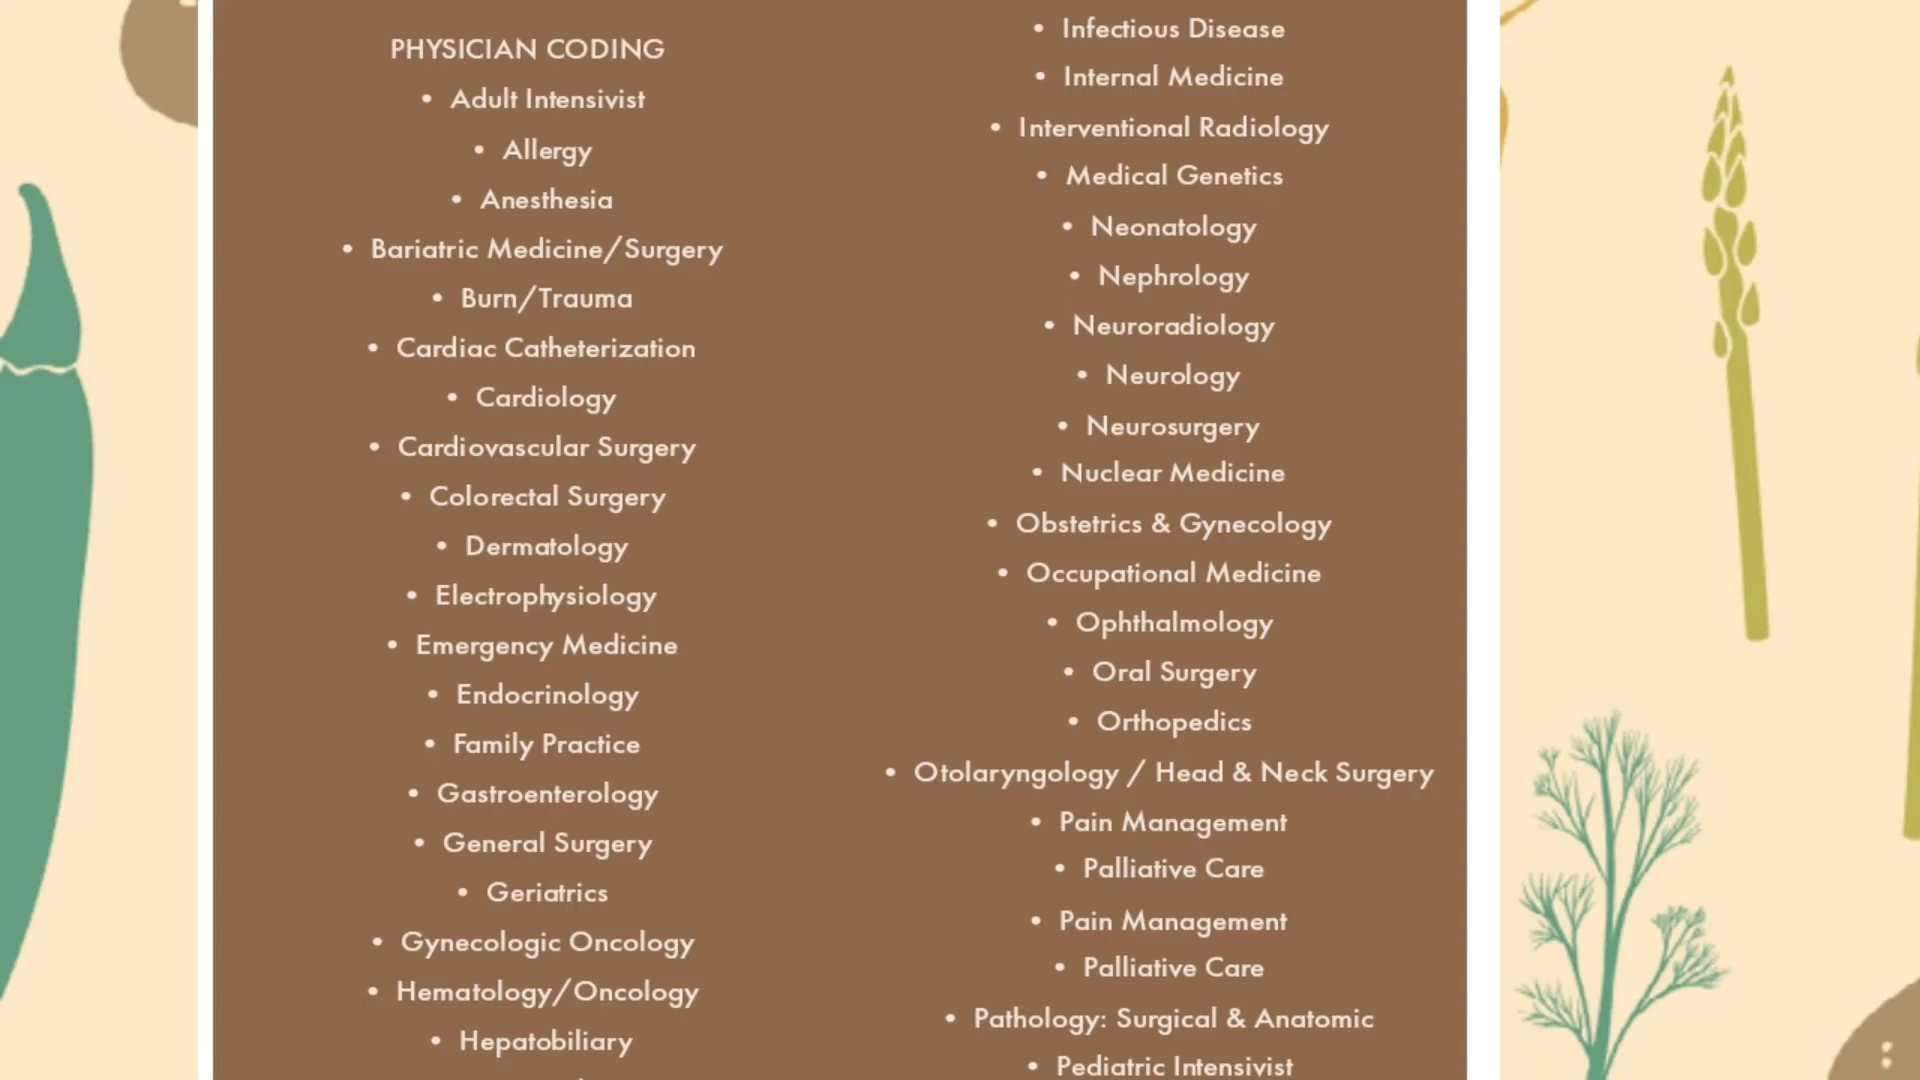 PHYSICIAN CODING
• Adult Intensivist
• Allergy
• Anesthesia
• Bariatric Medicine/Surgery
• Burn/Trauma
• Cardiac Catheterization
• Cardiology
• Cardiovascular Surgery
• Colorectal Surgery
• Dermatology
• Electrophysiology
• Emergency Medicine
• Endocrinology
• Family Practice
• Gastroenterology
• General Surgery
• Geriatrics
• Gynecologic Oncology
• Hematology/Oncology
• Hepatobiliary
• Infectious Disease
• Internal Medicine
• Interventional Radiology
• Medical Genetics
• Neonatology
• Nephrology
• Neuroradiology
• Neurology
• Neurosurgery
• Nuclear Medicine
• Obstetrics & Gynecology
• Occupational Medicine
• Ophthalmology
• Oral Surgery
• Orthopedics
• Otolaryngology / Head & Neck Surgery
• Pain Management
• Palliative Care
• Pain Management
• Palliative Care
• Pathology: Surgical & Anatomic
• Pediatric Intensivist